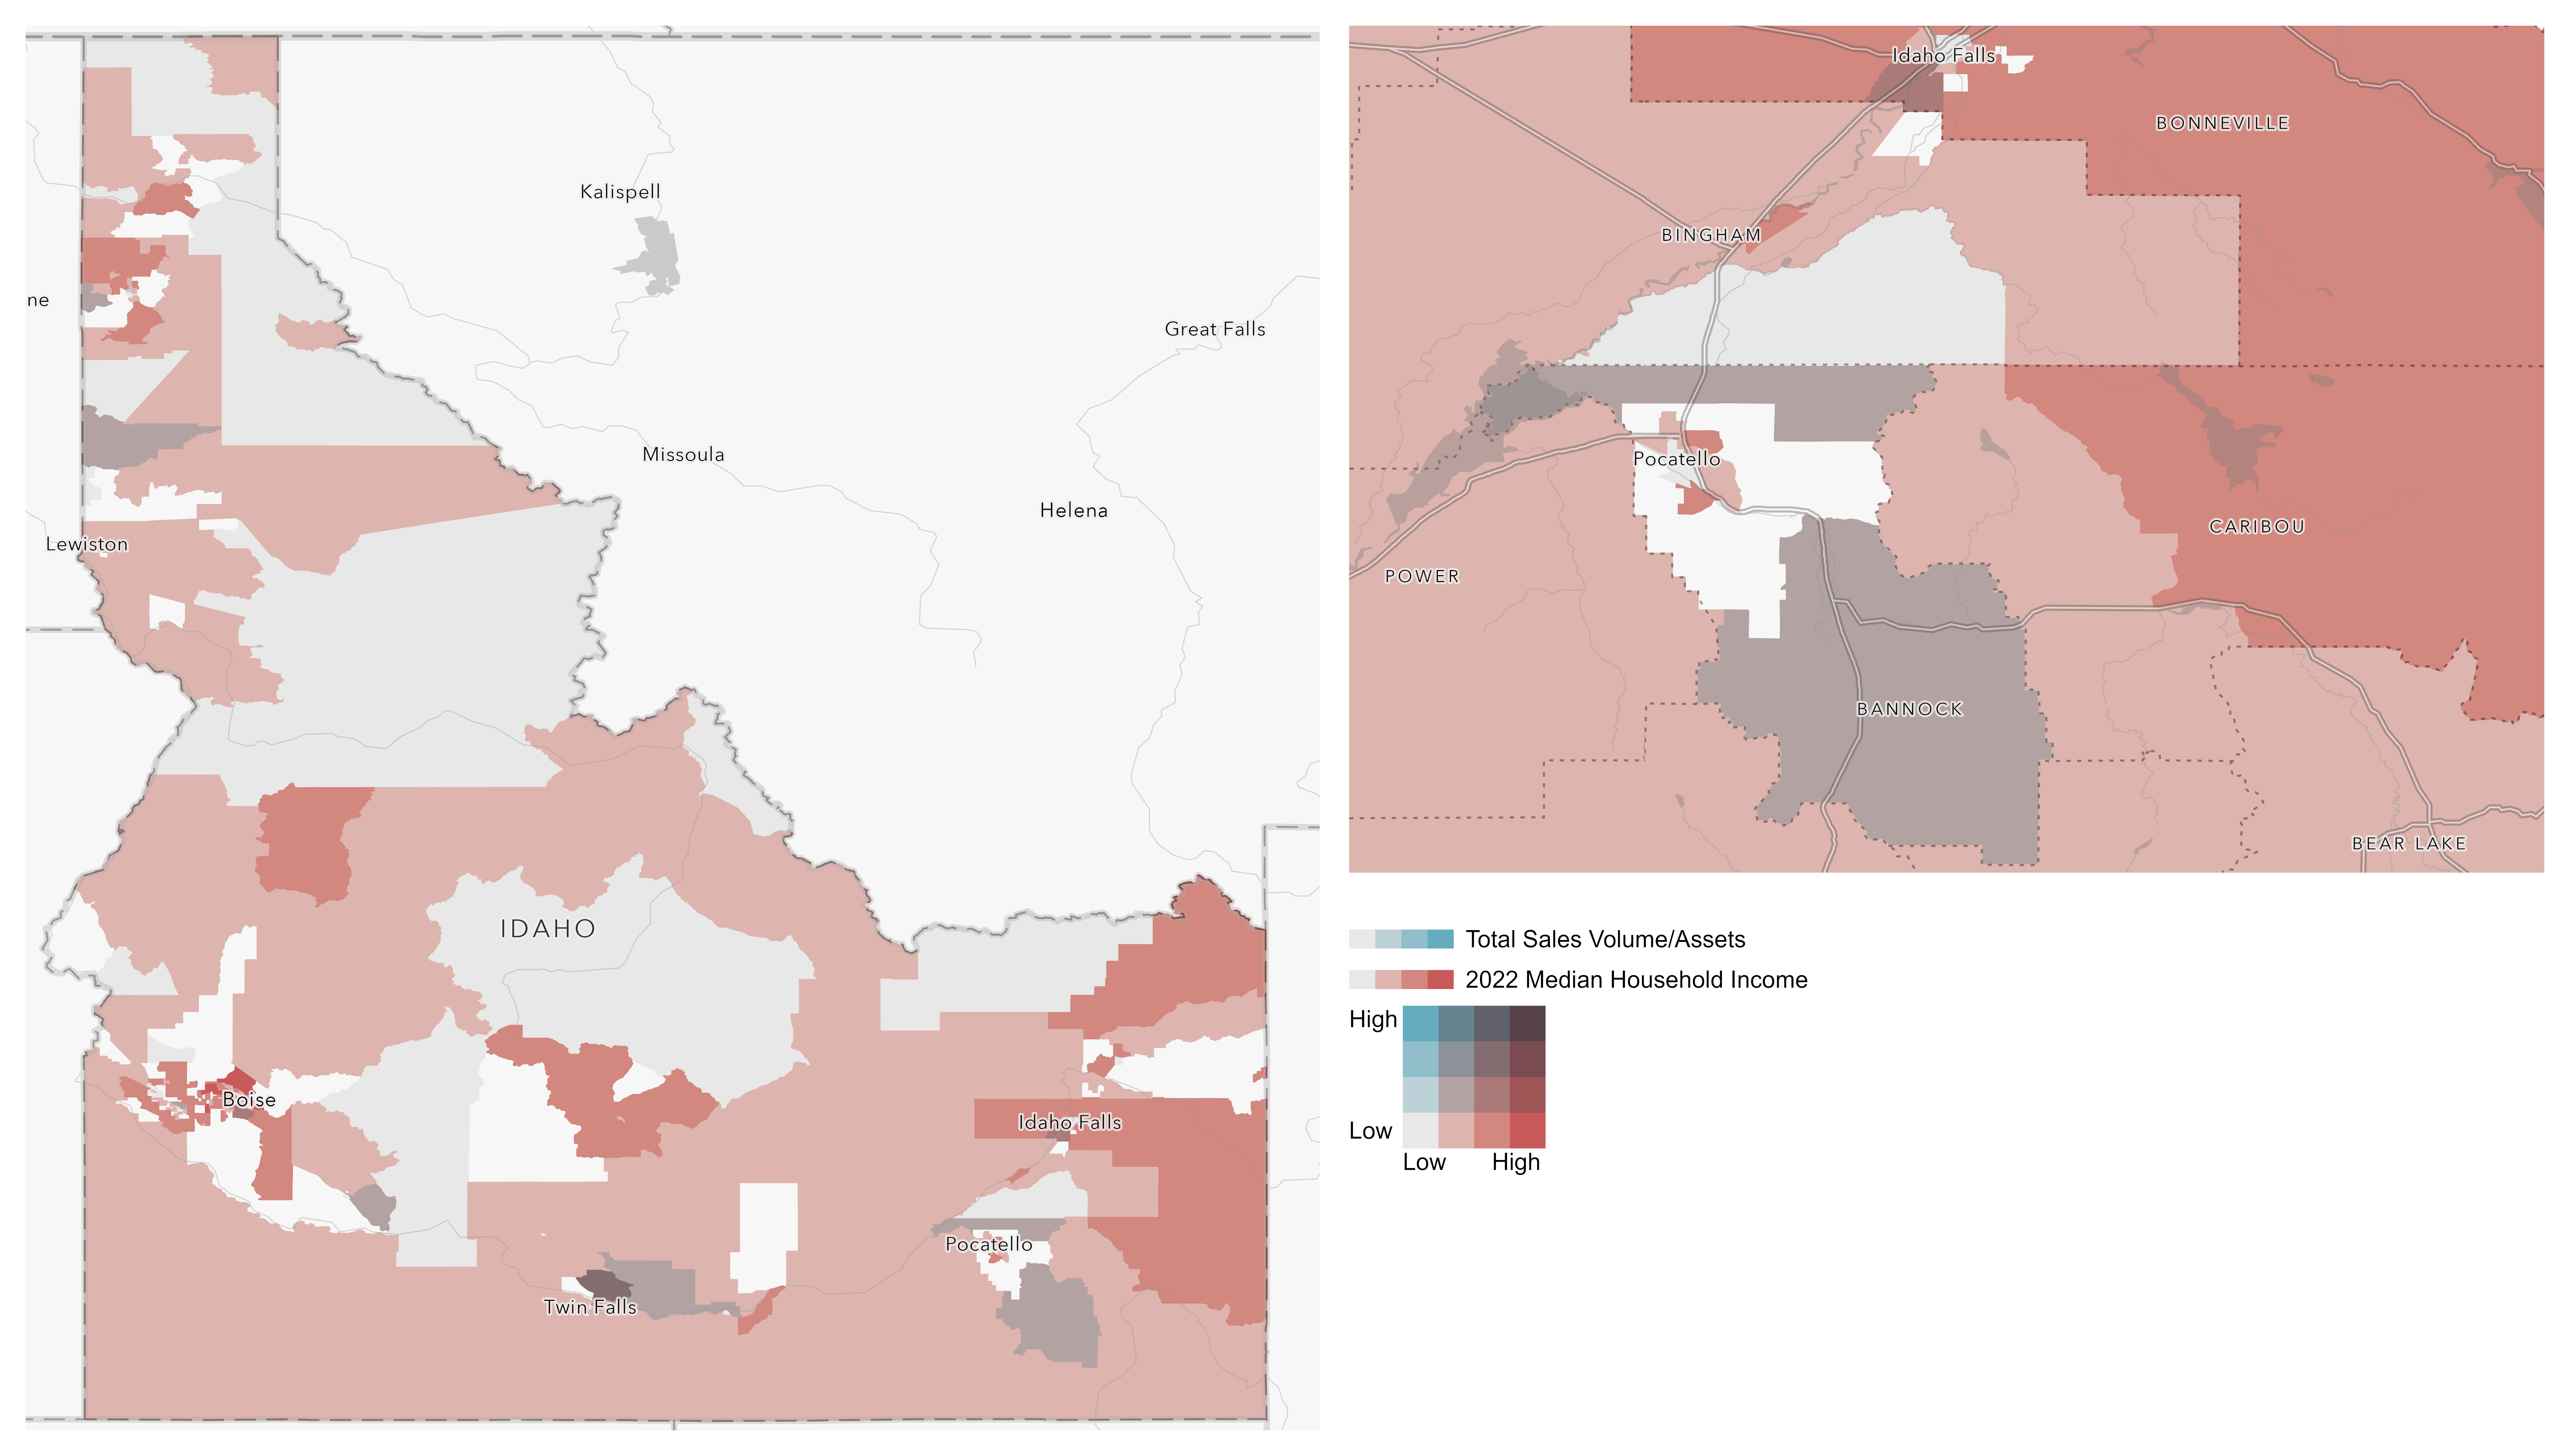 Kalispell
ne
Great Falls
Missoula
Helena
Lewiston
IDAHO
Boise
Idaho Falls
Pocatello
Twin Falls
Idaho Falls
BONNEVILLE
BINGHAM
Pocatello
CARIBOU
POWER
BANNOCK
BEAR LAKE
Total Sales Volume/Assets
2022 Median Household Income
High
Low
Low High